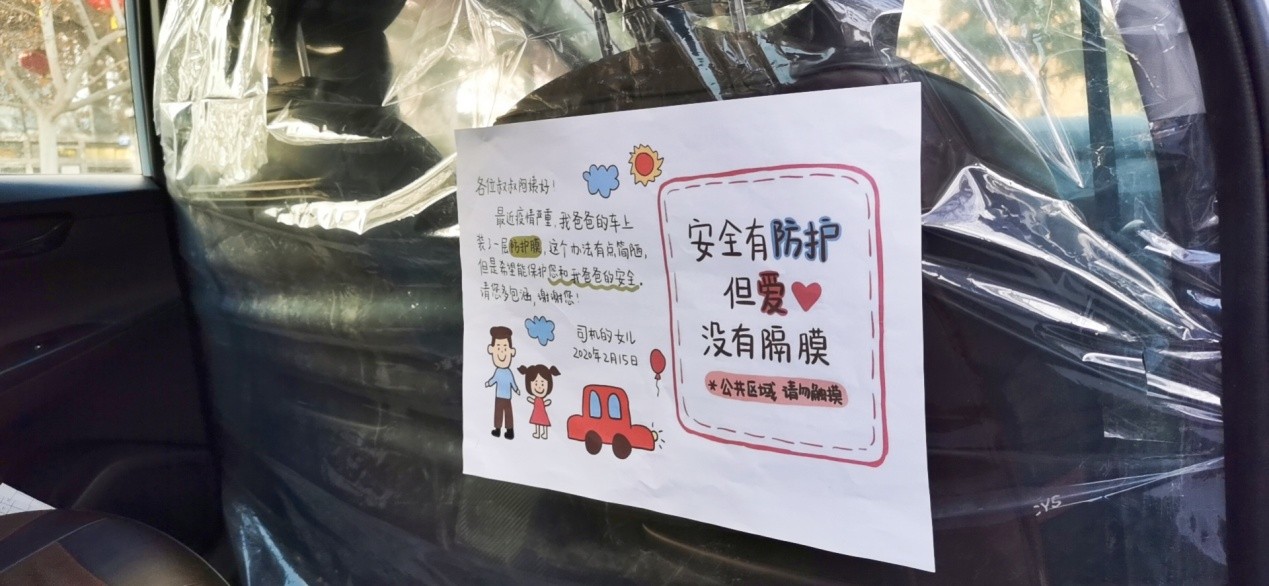 各位叔叔阿姨好!
最近疫情严重,我爸爸的车上
装了一层防护膜,这个办法有点简陋,
但是希望能保护您和我爸爸的安全。
请您多包涵,谢谢您!
司机的女儿
2020年2月15日
安全有防护
但爱
没有隔膜
*公共区域,请勿触摸